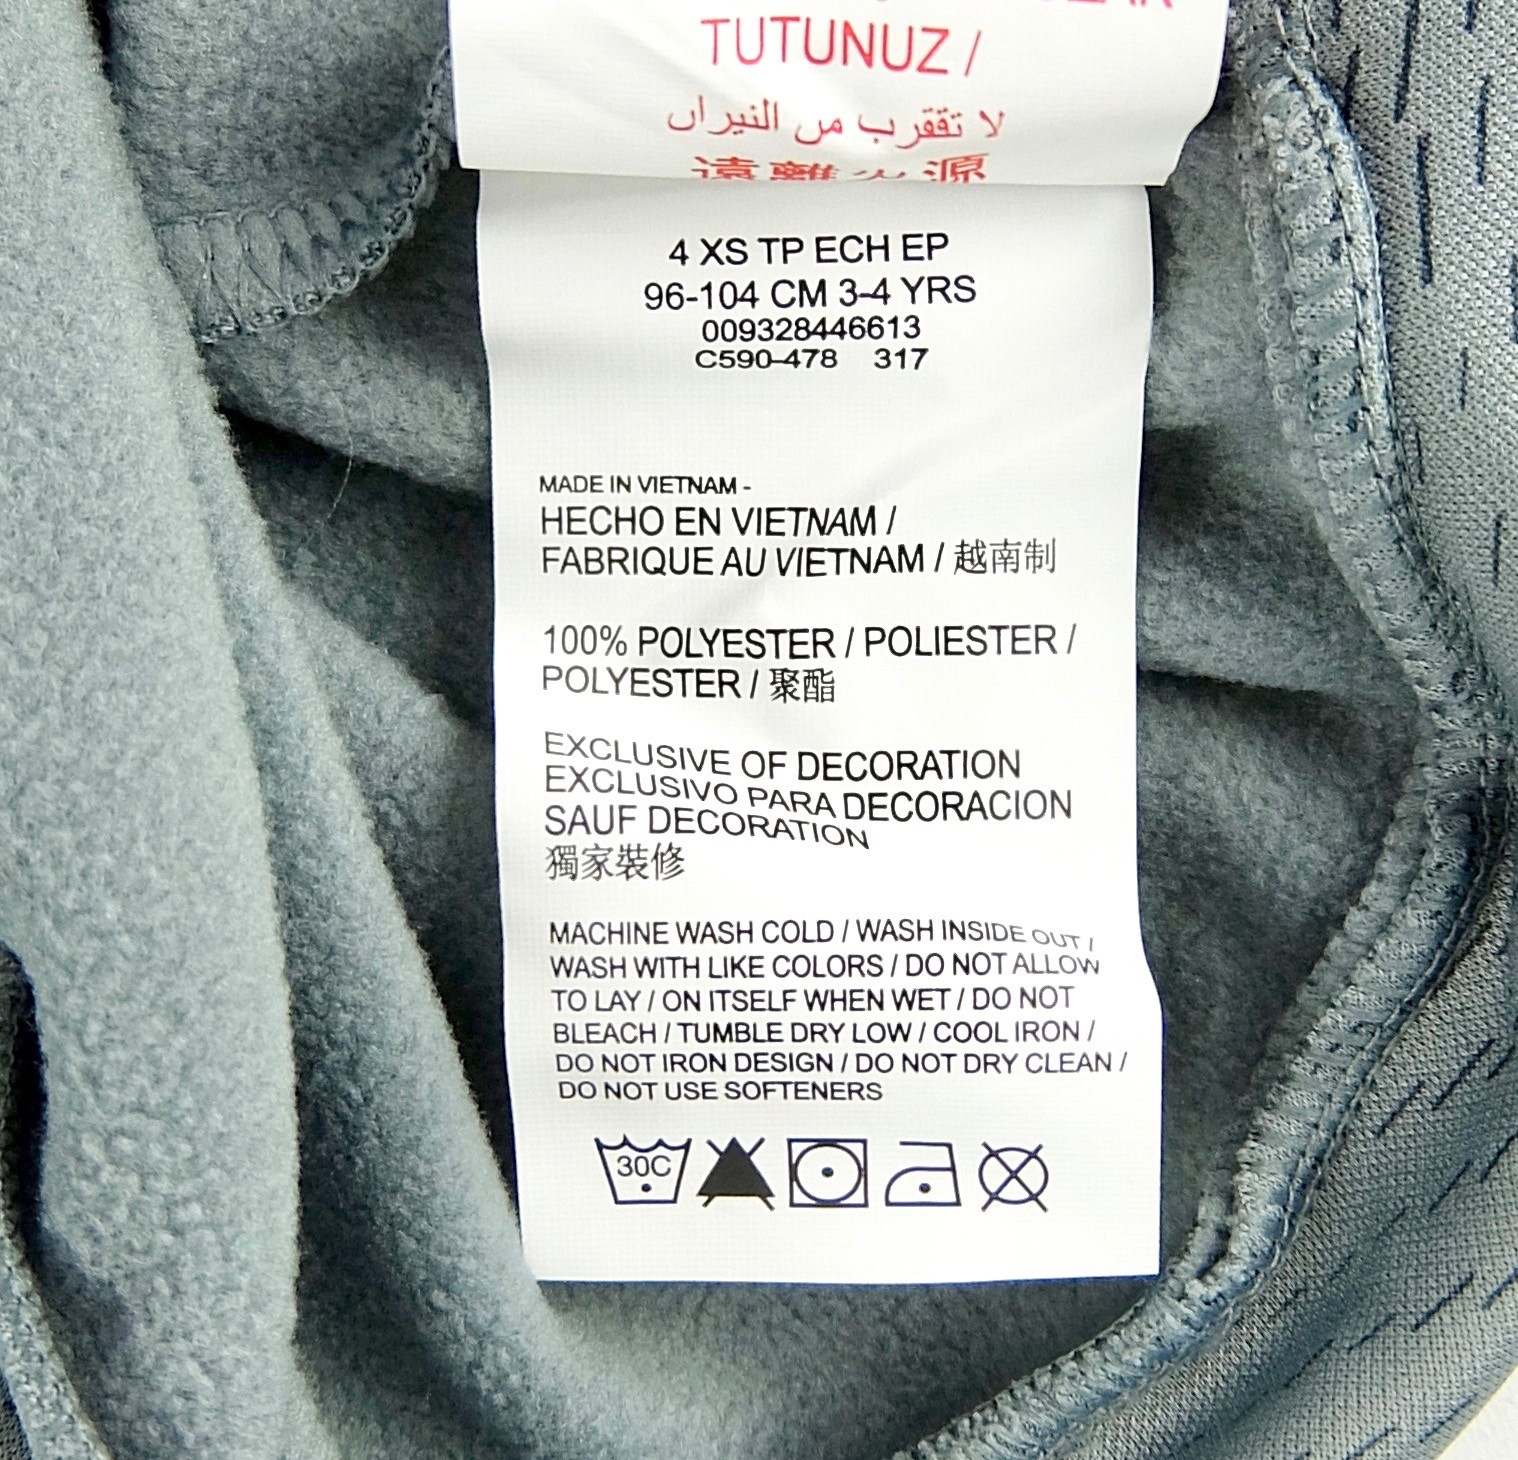 TUTUNUZ /
لا تقترب من النيران
遠離火源
4 XS TP ECH EP
96-104 CM 3-4 YRS
009328446613
C590-478 317
MADE IN VIETNAM -
HECHO EN VIETNAM /
FABRIQUE AU VIETNAM / 越南制
100% POLYESTER / POLIESTER /
POLYESTER / 聚酯
EXCLUSIVE OF DECORATION
EXCLUSIVO PARA DECORACION
SAUF DECORATION
獨家裝修
MACHINE WASH COLD / WASH INSIDE OUT /
WASH WITH LIKE COLORS / DO NOT ALLOW
TO LAY / ON ITSELF WHEN WET / DO NOT
BLEACH / TUMBLE DRY LOW / COOL IRON /
DO NOT IRON DESIGN / DO NOT DRY CLEAN /
DO NOT USE SOFTENERS
30C